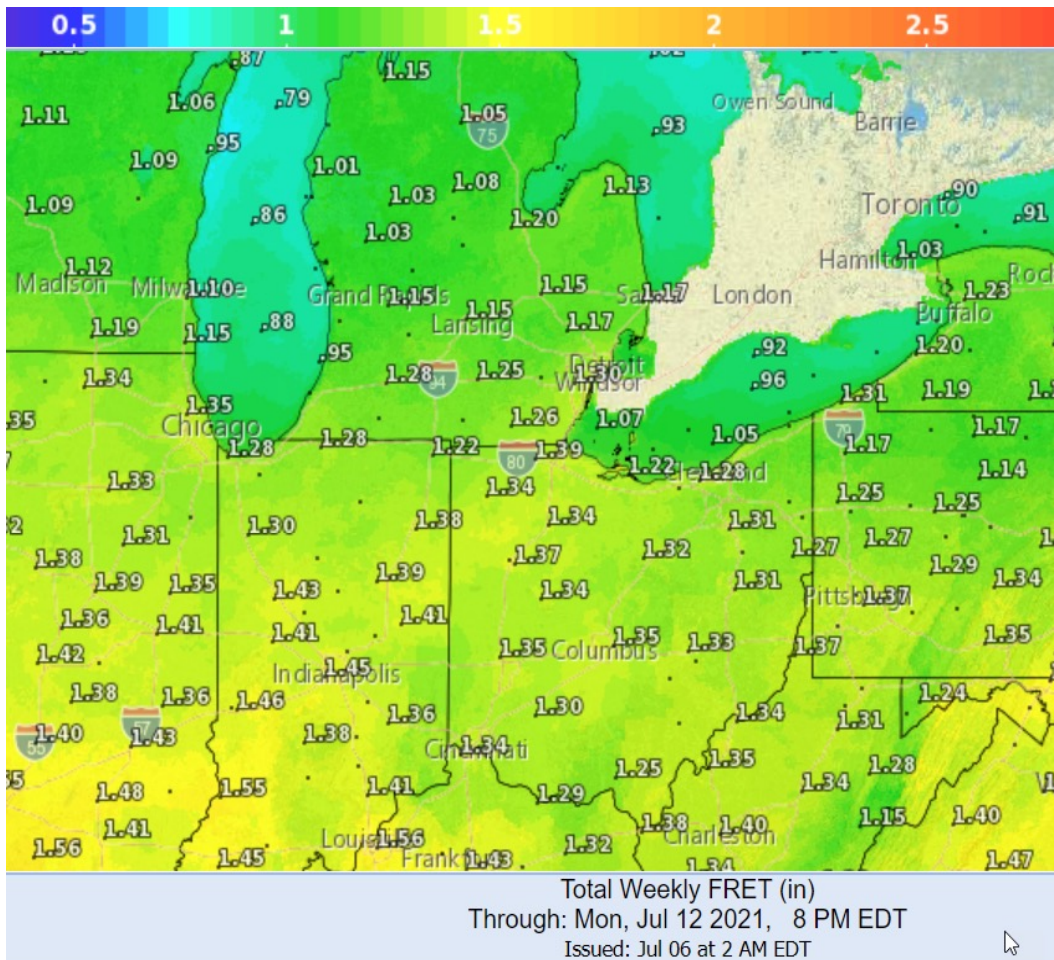 0.5 1 1.5 2 2.5
.87 1.15
1.06 .79 1.05 Owen Sound
1.11 75 .93 Barrie
.95
1.09 1.01
1.08 1.13 .90
1.09 1.03 Toronto
.86 1.20 .91
1.03
1.03
1.12 Hamilton
Madison 1.10 Grand Rapids 1.15 1.15 1.17 London 1.23
1.15 Buffalo
1.19 1.15 .88 Lansing 1.17
.95 Detroit .92 1.20
1.34 1.28 94 1.25 1.30 Windsor .96 1.19
1.35 1.31
Chicago 1.26 1.07 79 1.17
1.28 1.28 1.22 1.39 1.05 1.17
80 1.22 1.28 1.14
1.33 1.34 1.25 1.25
1.30 1.38 1.34 1.31
1.31 1.27 1.27
1.38 1.37 1.32 1.29
1.39 1.35 1.43 1.39 1.34 1.31 1.34
Pittsburgh 1.37
1.36 1.41
1.41 1.41 1.35 1.35 1.33 1.37 1.35
1.42 Columbus
Indianapolis 1.45
1.38 1.36 1.46 1.24
1.36 1.30 1.34 1.31
1.40 1.43 1.38
55 57 Cincinnati 1.34
1.35 1.28
1.48 1.55 1.41 1.29 1.25 1.34
1.41 1.38 1.40 1.15 1.40
1.56 1.56 1.32 Charleston
1.45 1.43 1.34 1.47
Total Weekly FRET (in)
Through: Mon, Jul 12 2021, 8 PM EDT
Issued: Jul 06 at 2 AM EDT